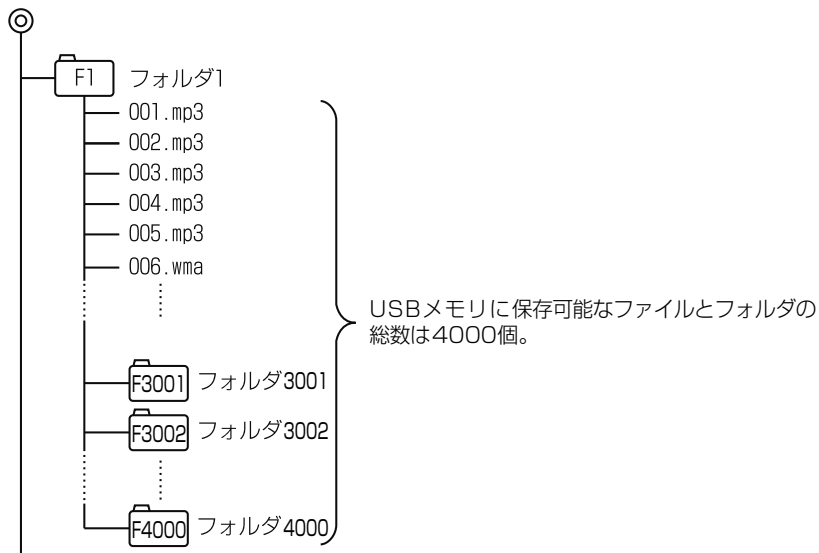 F1 フォルダ1
001.mp3
002.mp3
003.mp3
004.mp3
005.mp3
006.wma
USBメモリに保存可能なファイルとフォルダの
総数は4000個。
F3001 フォルダ3001
F3002 フォルダ3002
F4000 フォルダ4000